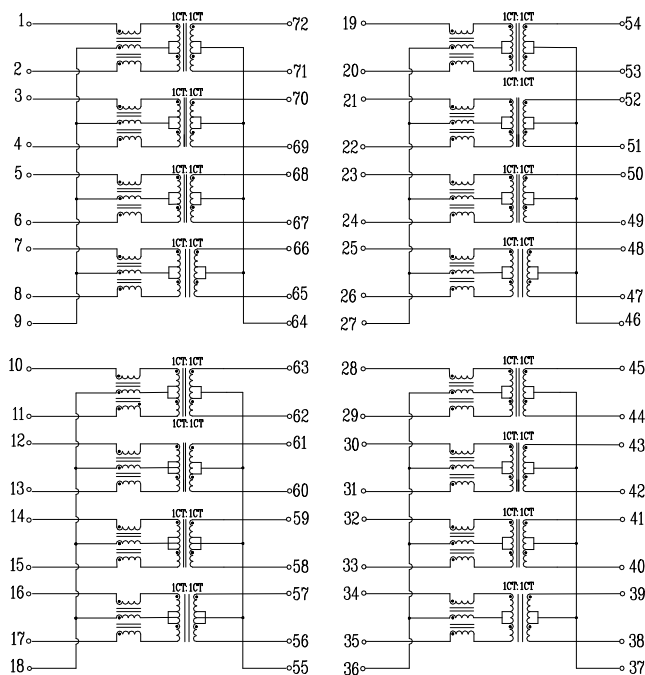 1 1CT:1CT 72
2 71
3 1CT:1CT 70
4 69
5 1CT:1CT 68
6 67
7 1CT:1CT 66
8 65
9 64
19 1CT:1CT 54
20 53
1CT:1CT
21 52
22 51
23 1CT:1CT 50
24 49
25 1CT:1CT 48
26 47
27 46
10 1CT:1CT 63
11 62
1CT:1CT
12 61
13 60
14 1CT:1CT 59
15 58
16 1CT:1CT 57
17 56
18 55
28 1CT:1CT 45
29 44
30 1CT:1CT 43
31 42
32 1CT:1CT 41
33 40
34 1CT:1CT 39
35 38
36 37